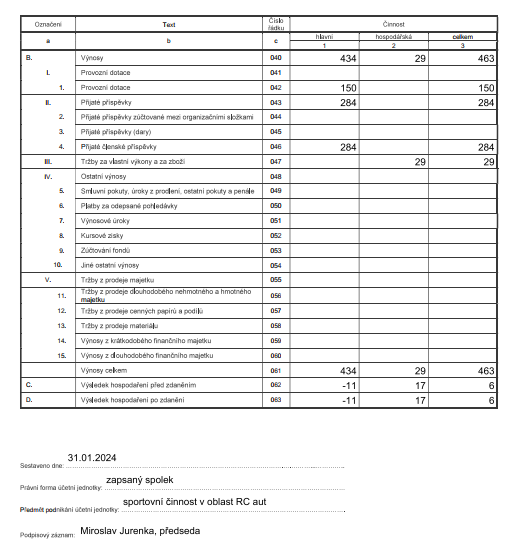 Označení Text Číslo řádku Činnost
hlavní hospodářská celkem
a b c 1 2 3
B. Výnosy 040 434 29 463
I. Provozní dotace 041
1. Provozní dotace 042 150 150
II. Přijaté příspěvky 043 284 284
2. Přijaté příspěvky zúčtované mezi organizačními složkami 044
3. Přijaté příspěvky (dary) 045
4. Přijaté členské příspěvky 046 284 284
III. Tržby za vlastní výkony a za zboží 047 29 29
IV. Ostatní výnosy 048
5. Smluvní pokuty, úroky z prodlení, ostatní pokuty a penále 049
6. Platby za odepsané pohledávky 050
7. Výnosové úroky 051
8. Kursové zisky 052
9. Zúčtování fondů 053
10. Jiné ostatní výnosy 054
V. Tržby z prodeje majetku 055
11. Tržby z prodeje dlouhodobého nehmotného a hmotného majetku 056
12. Tržby z prodeje cenných papírů a podílů 057
13. Tržby z prodeje materiálu 058
14. Výnosy z krátkodobého finančního majetku 059
15. Výnosy z dlouhodobého finančního majetku 060
Výnosy celkem 061 434 29 463
C. Výsledek hospodaření před zdaněním 062 -11 17 6
D. Výsledek hospodaření po zdanění 063 -11 17 6
Sestaveno dne: 31.01.2024
Právní forma účetní jednotky: zapsaný spolek
Předmět podnikání účetní jednotky: sportovní činnost v oblast RC aut
Podpisový záznam: Miroslav Jurenka, předseda